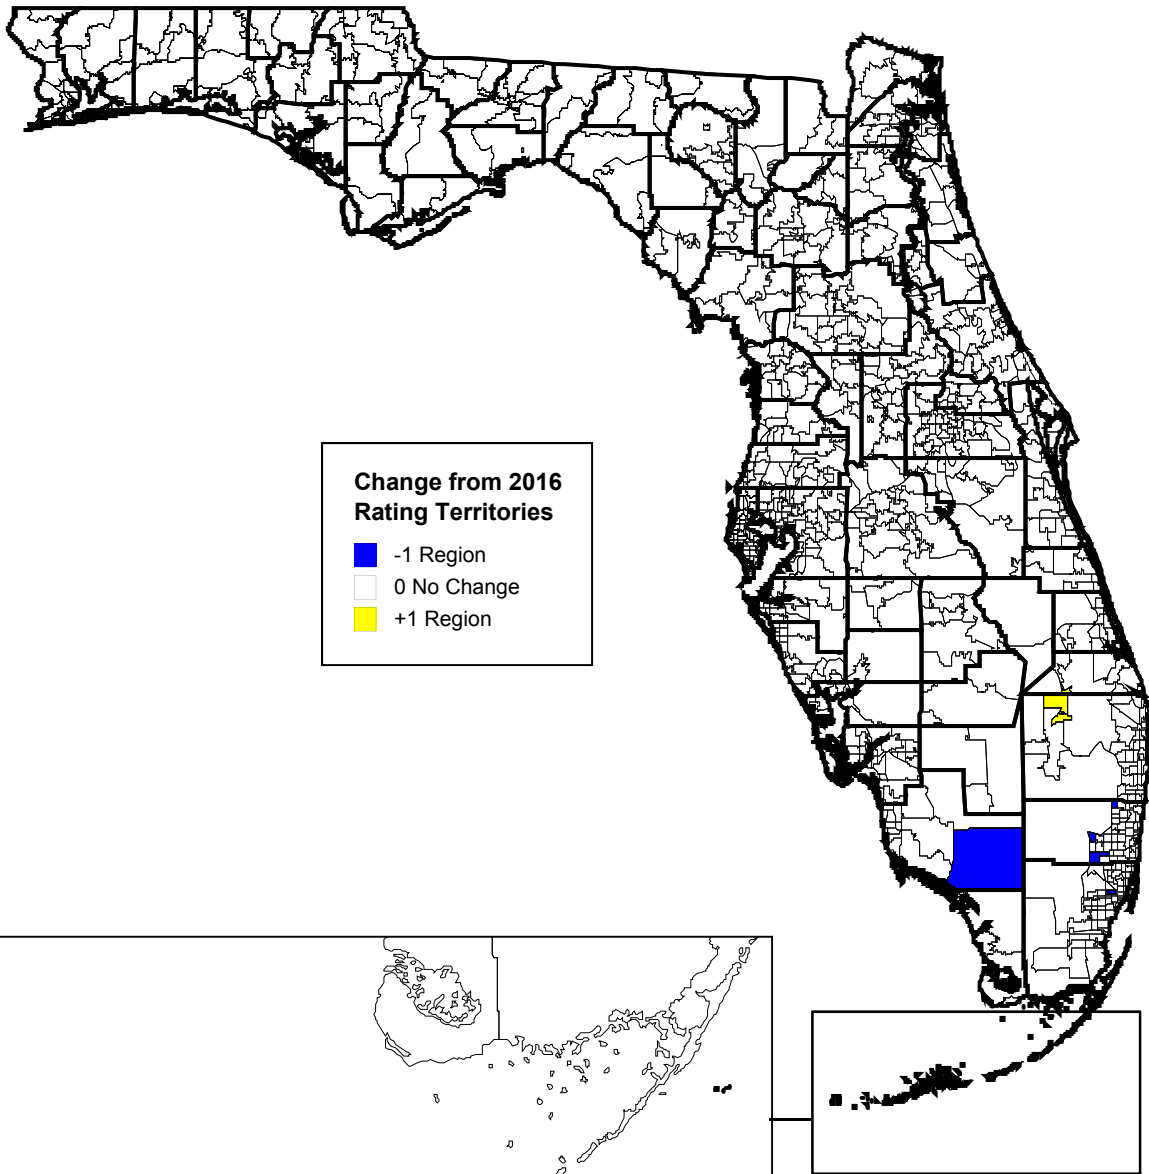 Change from 2016
Rating Territories
-1 Region
0 No Change
+1 Region